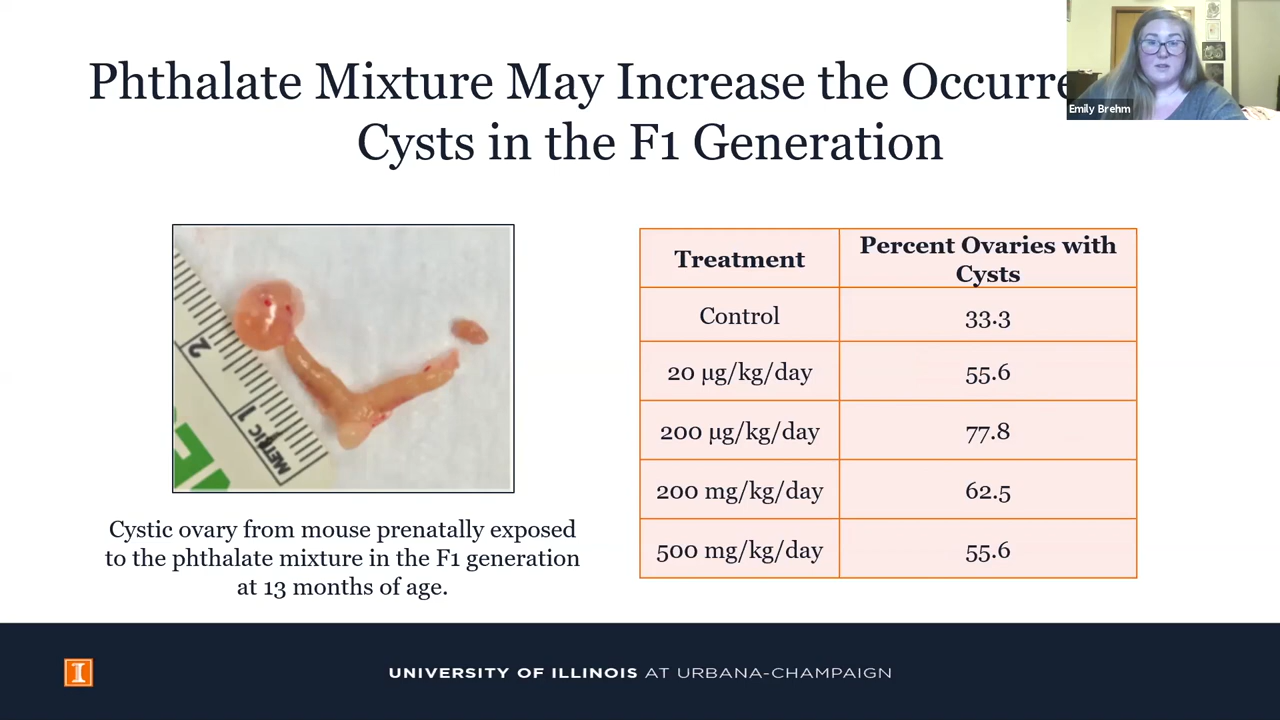 Phthalate Mixture May Increase the
Cysts in the F1 Generation
Emily Brehm
2
1
METRIC
Cystic ovary from mouse prenatally exposed
to the phthalate mixture in the F1 generation
at 13 months of age.
Treatment
Percent Ovaries with
Cysts
Control
33.3
20 µg/kg/day
55.6
200 µg/kg/day
77.8
200 mg/kg/day
62.5
500 mg/kg/day
55.6
I
UNIVERSITY OF ILLINOIS AT URBANA-CHAMPAIGN